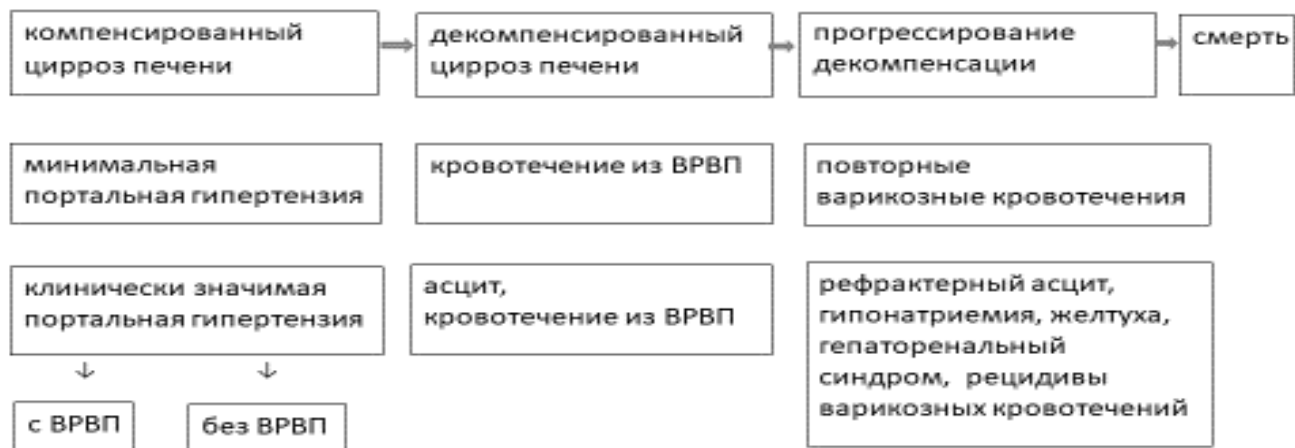 компенсированный
цирроз печени
декомпенсированный
цирроз печени
прогрессирование
декомпенсации
смерть
минимальная
портальная гипертензия
кровотечение из ВРВП
повторные
варикозные кровотечения
клинически значимая
портальная гипертензия
асцит,
кровотечение из ВРВП
рефрактерный асцит,
гипонатриемия, желтуха,
гепаторенальный
синдром, рецидивы
варикозных кровотечений
с ВРВП
без ВРВП